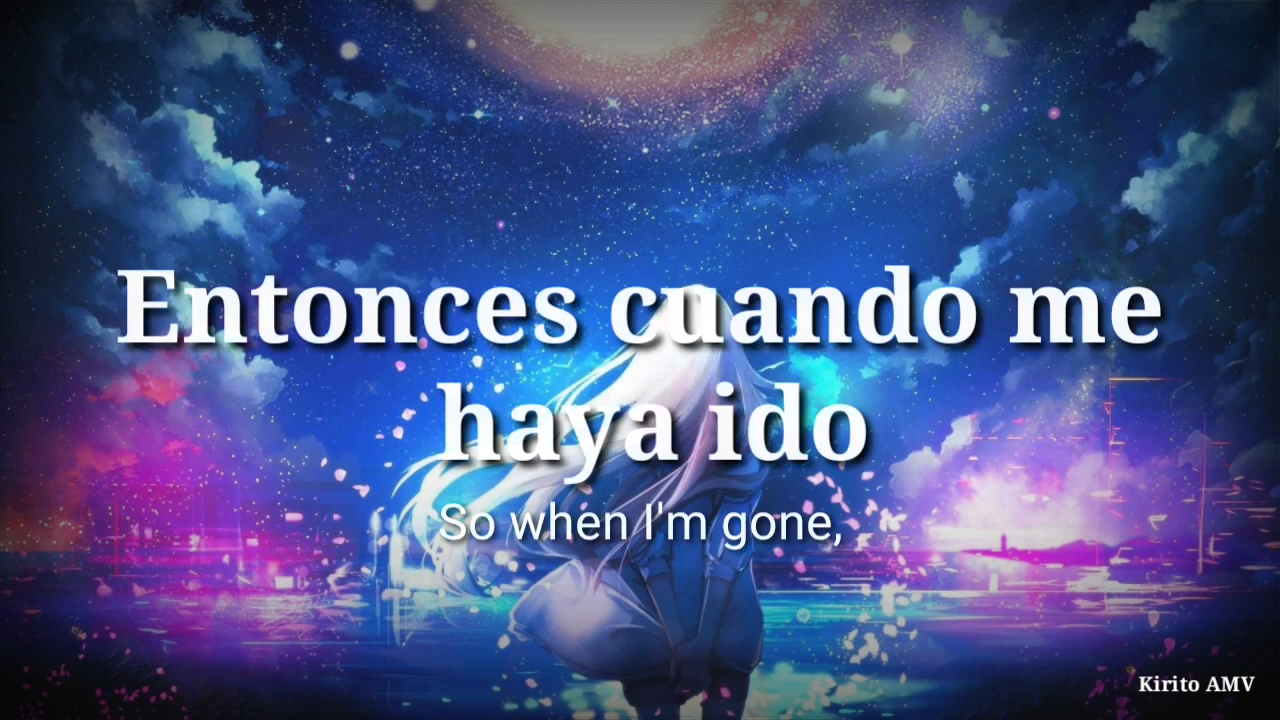 Entonces cuando me
haya ido
So when I'm gone,
Kirito AMV